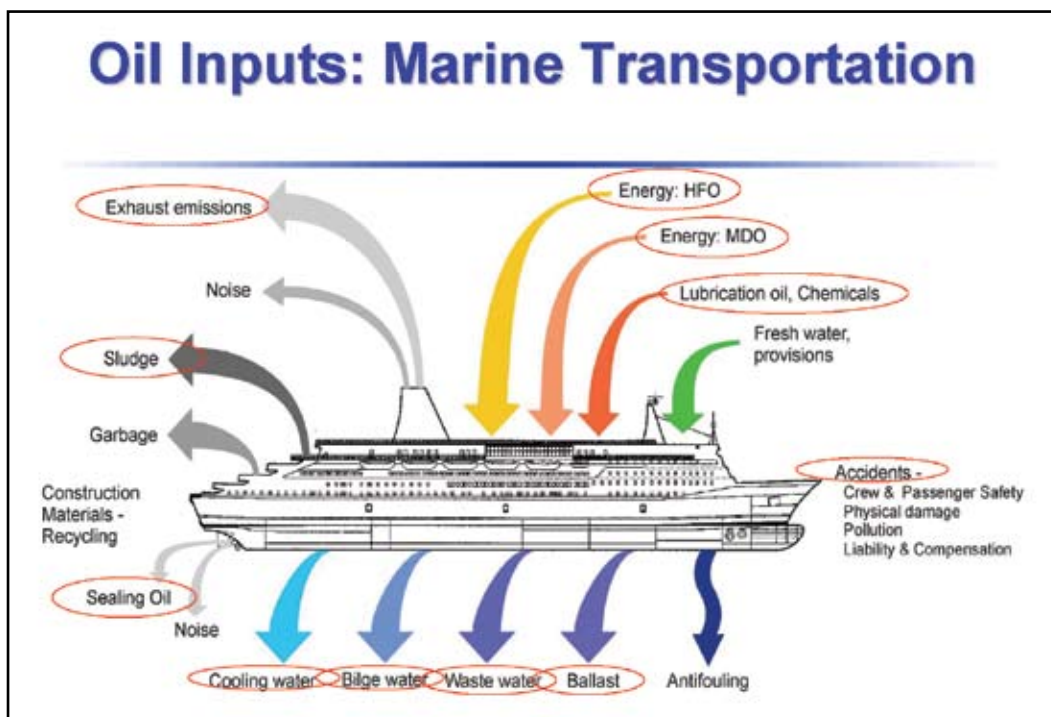 Oil Inputs: Marine Transportation
Exhaust emissions
Energy: HFO
Energy: MDO
Noise
Lubrication oil, Chemicals
Fresh water,
provisions
Sludge
Garbage
Accidents -
Crew & Passenger Safety
Physical damage
Pollution
Liability & Compensation
Construction
Materials -
Recycling
Sealing Oil
Noise
Cooling water
Bilge water
Waste water
Ballast
Antifouling